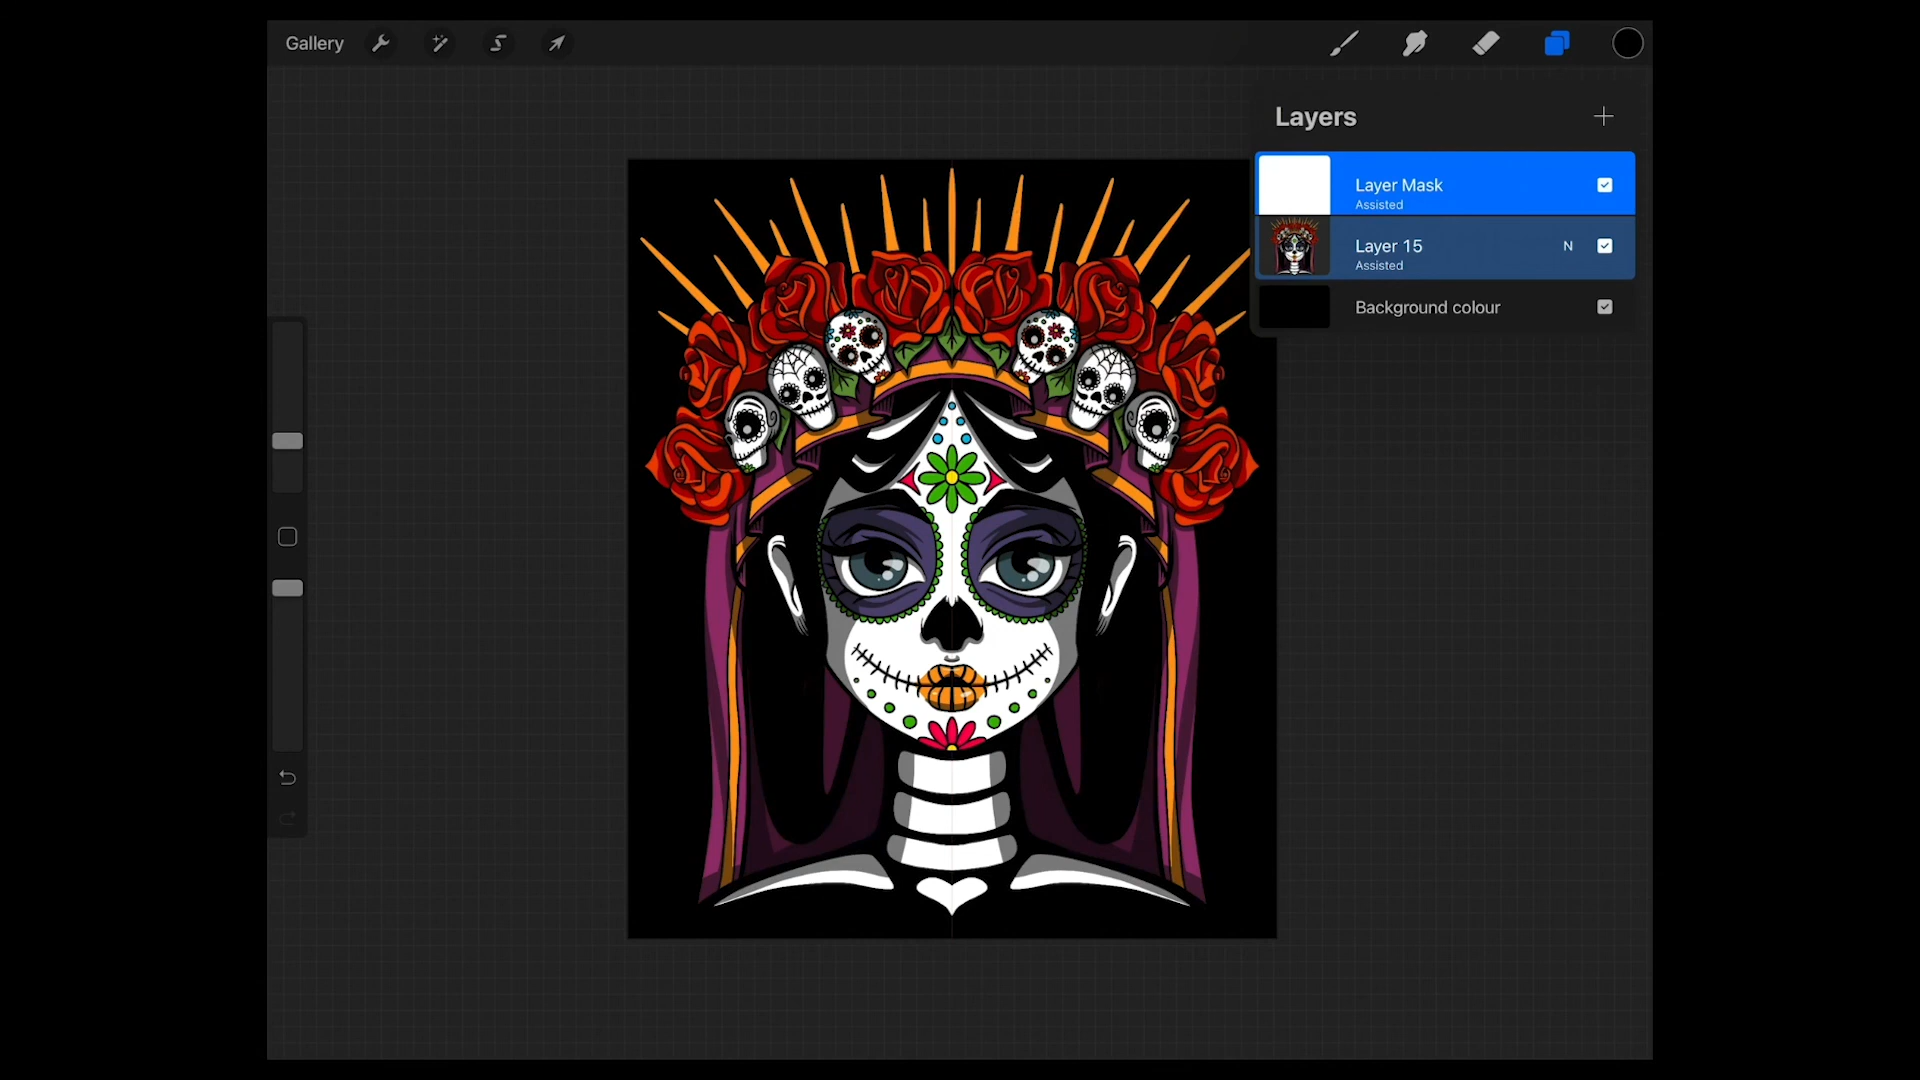 Gallery
Layers
Layer Mask
Assisted
Layer 15
N
Assisted
Background colour